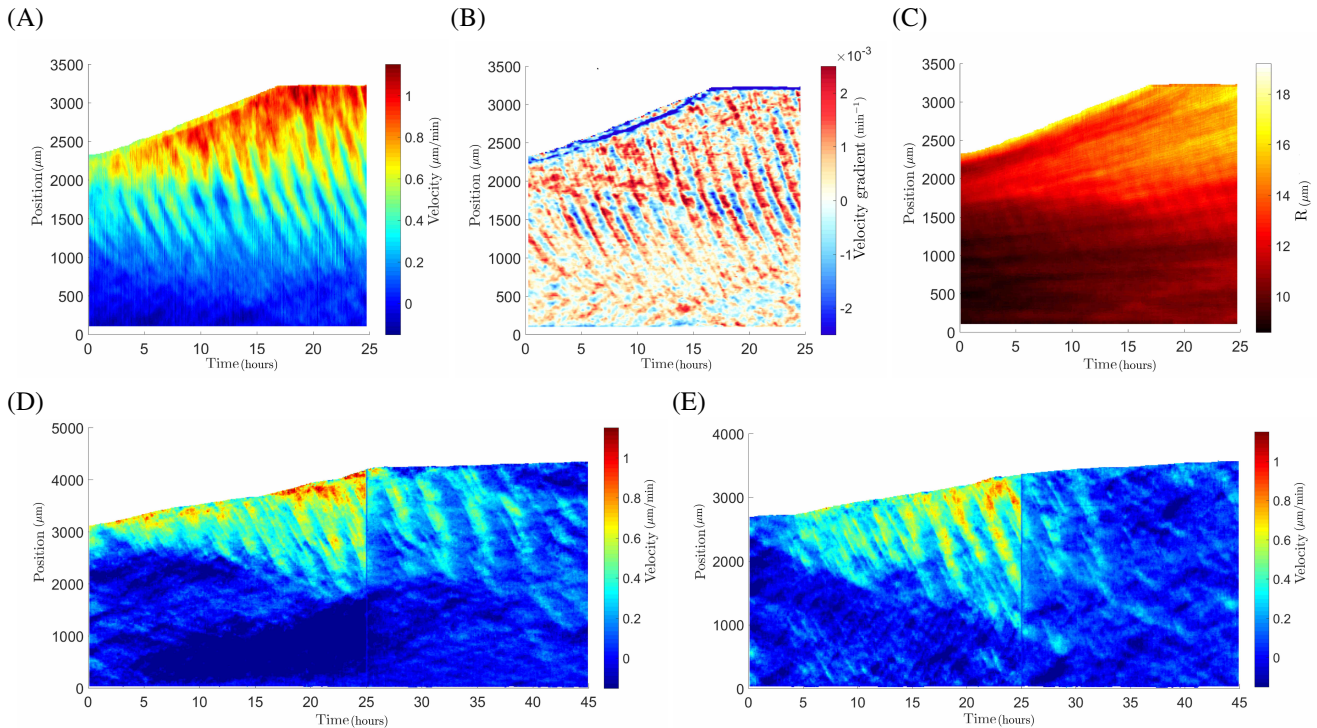 (A)
3500
3000
2500
2000
1500
1000
500
0
Position(μm)
0 5 10 15 20 25
Time(hours)
1
0.8
0.6
0.4
0.2
0
Velocity (μm/min)
(B)
3500
3000
2500
2000
1500
1000
500
0
Position (μm)
0 5 10 15 20 25
Time(hours)
×10⁻³
2
1
0
-1
-2
Velocity gradient (min⁻¹)
(C)
3500
3000
2500
2000
1500
1000
500
0
Position(μm)
0 5 10 15 20 25
Time(hours)
18
16
14
12
10
R (μm)
(D)
5000
4000
3000
2000
1000
0
Position (μm)
0 5 10 15 20 25 30 35 40 45
Time(hours)
1
0.8
0.6
0.4
0.2
0
Velocity (μm/min)
(E)
4000
3000
2000
1000
0
Position(μm)
0 5 10 15 20 25 30 35 40 45
Time(hours)
1
0.8
0.6
0.4
0.2
0
Velocity (μm/min)